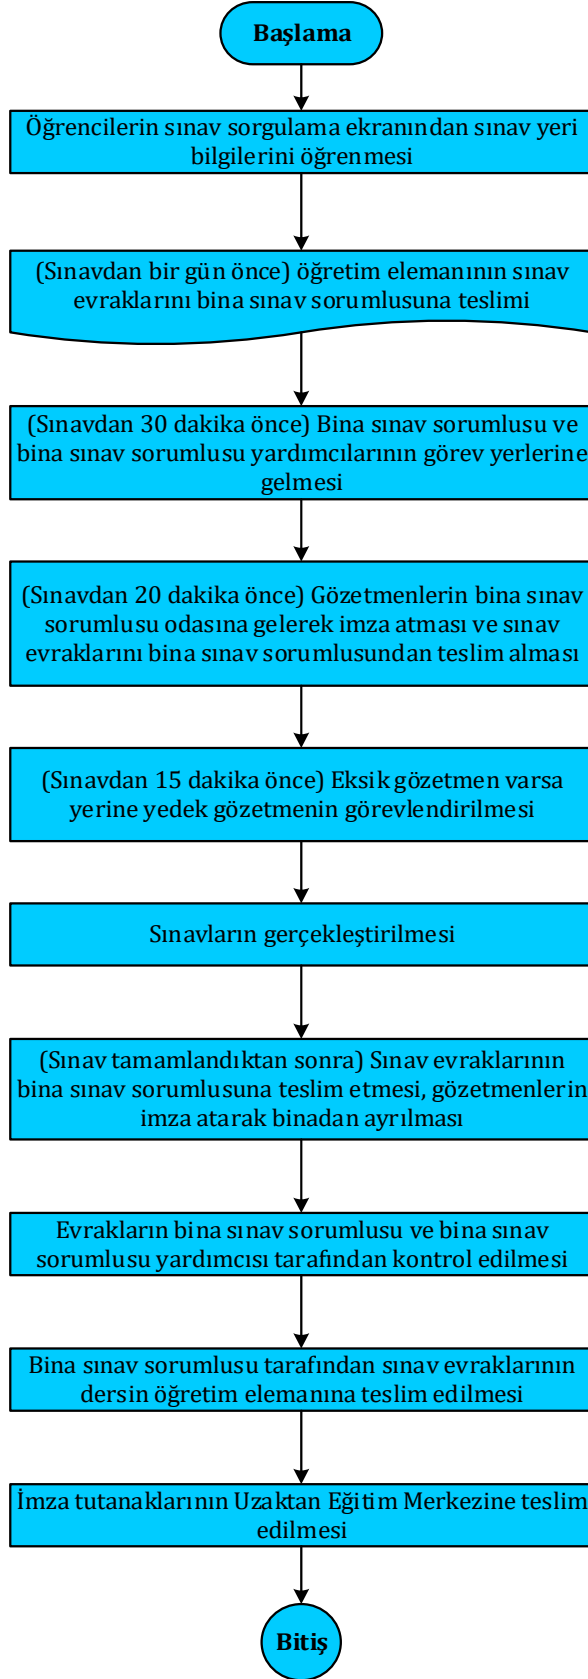 Başlama
Öğrencilerin sınav sorgulama ekranından sınav yeri
bilgilerini öğrenmesi
(Sınavdan bir gün önce) öğretim elemanının sınav
evraklarını bina sınav sorumlusuna teslimi
(Sınavdan 30 dakika önce) Bina sınav sorumlusu ve
bina sınav sorumlusu yardımcılarının görev yerlerine
gelmesi
(Sınavdan 20 dakika önce) Gözetmenlerin bina sınav
sorumlusu odasına gelerek imza atması ve sınav
evraklarını bina sınav sorumlusundan teslim alması
(Sınavdan 15 dakika önce) Eksik gözetmen varsa
yerine yedek gözetmenin görevlendirilmesi
Sınavların gerçekleştirilmesi
(Sınav tamamlandıktan sonra) Sınav evraklarının
bina sınav sorumlusuna teslim etmesi, gözetmenlerin
imza atarak binadan ayrılması
Evrakların bina sınav sorumlusu ve bina sınav
sorumlusu yardımcısı tarafından kontrol edilmesi
Bina sınav sorumlusu tarafından sınav evraklarının
dersin öğretim elemanına teslim edilmesi
İmza tutanaklarının Uzaktan Eğitim Merkezine teslim
edilmesi
Bitiş